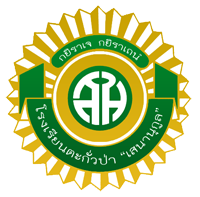 กยิราเจ กยิราเถนํ
โรงเรียนตะกั่วป่า "เสนานุกูล"